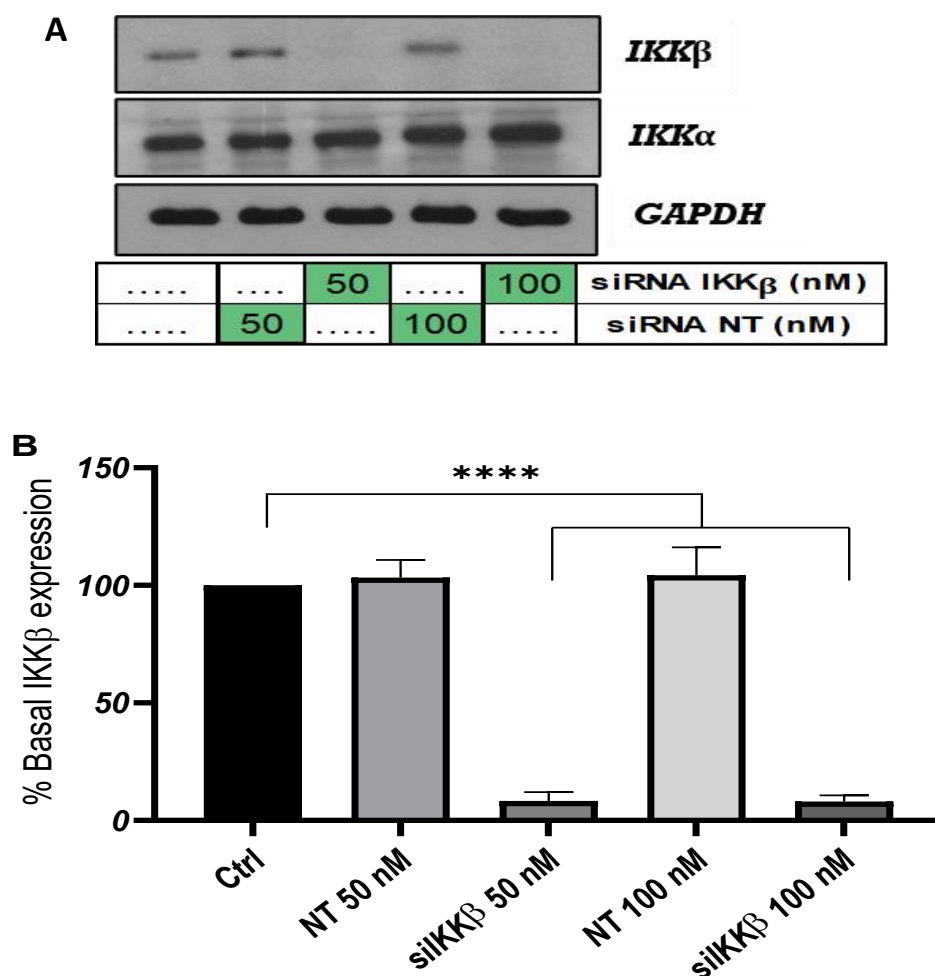 A
IKKβ
IKKα
GAPDH
..... .... 50 ..... 100 siRNA IKKβ (nM)
..... 50 ..... 100 ..... siRNA NT (nM)
B
% Basal IKKβ expression
150
100
50
0
****
Ctrl
NT 50 nM
siIKKβ 50 nM
NT 100 nM
siIKKβ 100 nM